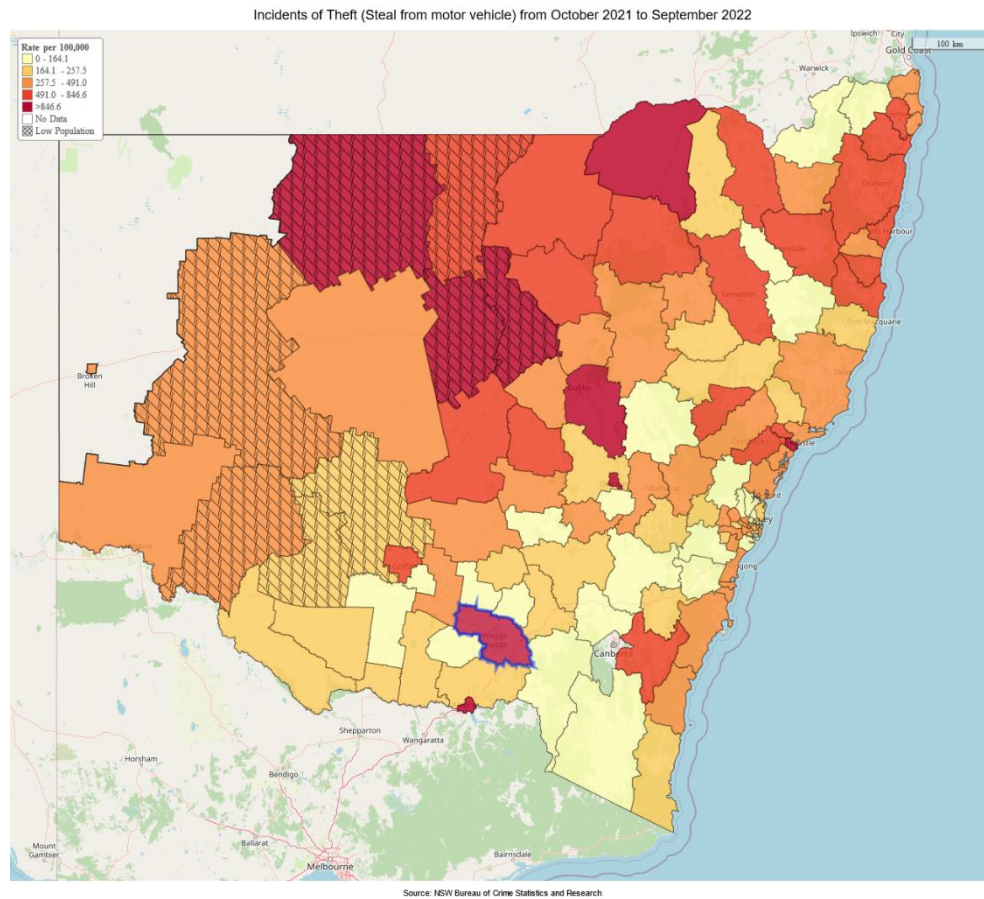 Incidents of Theft (Steal from motor vehicle) from October 2021 to September 2022
Rate per 100,000
0 - 164.1
164.1 - 257.5
257.5 - 491.0
491.0 - 846.6
>846.6
No Data
Low Population
100 km
Ipswich
City
Gold Coast
Warwick
Grafton
Harbour
Tamworth
Macquarie
Broken
Hill
Dubbo
Mildura
Griffith
Wagga
Wagga
Canberra
Shepparton
Wangaratta
Horsham
Bendigo
Mount
Gambier
Ballarat
Melbourne
Bairnsdale
Source: NSW Bureau of Crime Statistics and Research